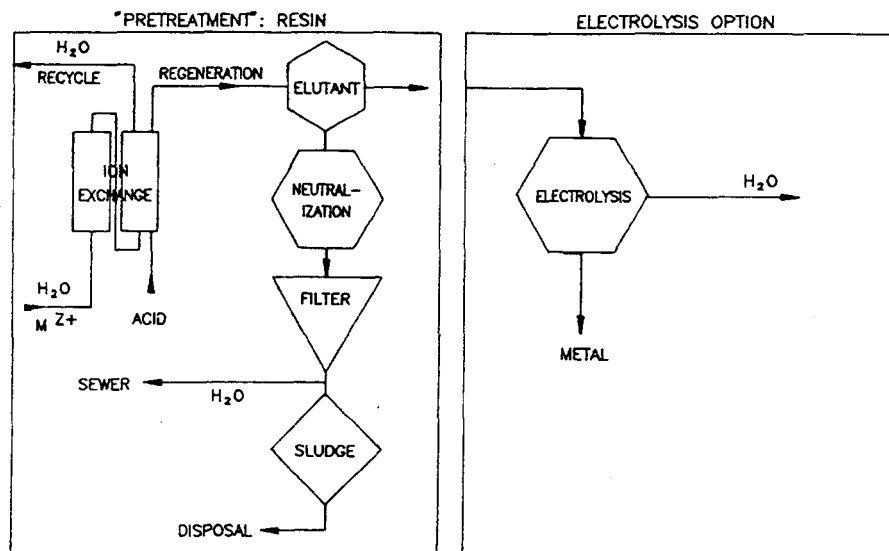 "PRETREATMENT": RESIN
H₂O
RECYCLE
REGENERATION
ELUTANT
ION
EXCHANGE
NEUTRAL-
IZATION
H₂O
M Z+
ACID
FILTER
SEWER
H₂O
SLUDGE
DISPOSAL
ELECTROLYSIS OPTION
ELECTROLYSIS
H₂O
METAL